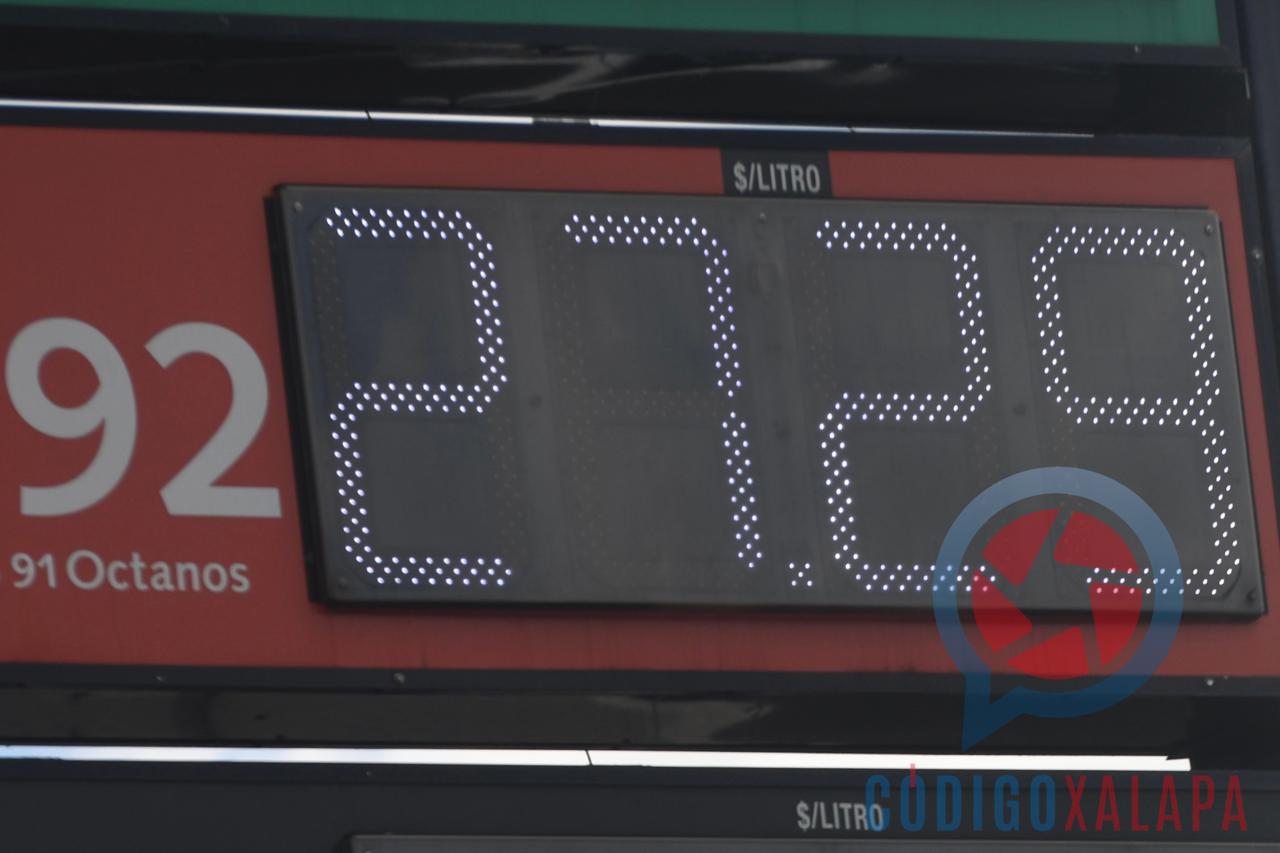 $/LITRO
27.29
92
91 Octanos
$/LITRO
CÓDIGOXALAPA